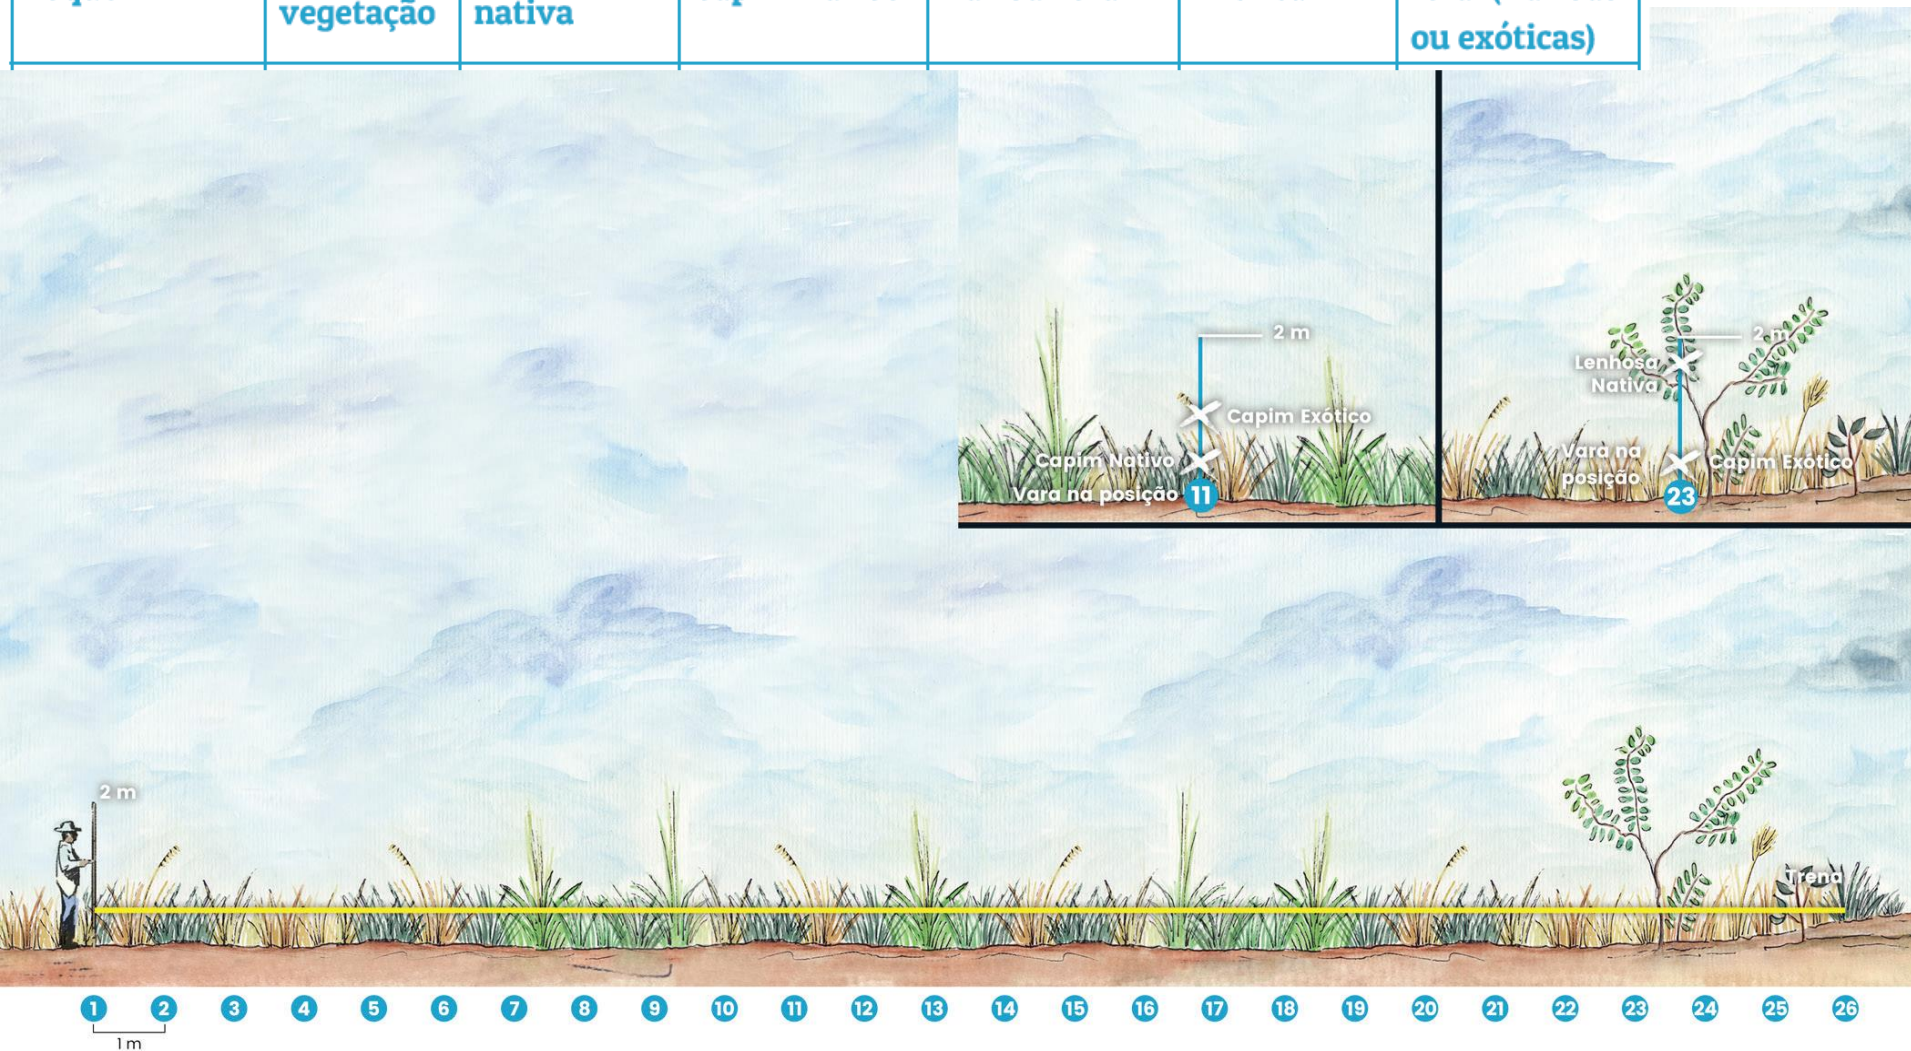 vegetação
nativa
ou exóticas)
2 m
Capim Exótico
Capim Nativo
Vara na posição
11
2 m
Lenhosa
Nativa
Vara na
posição
Capim Exótico
23
2 m
Trena
1 2 3 4 5 6 7 8 9 10 11 12 13 14 15 16 17 18 19 20 21 22 23 24 25 26
1 m